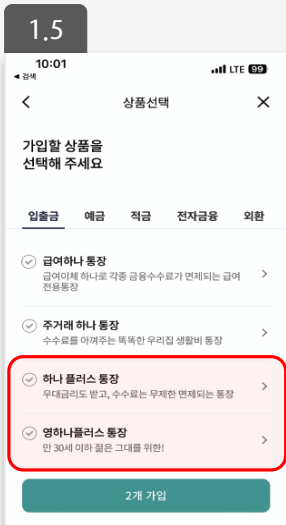 1.5
10:01
LTE 99
◀ 검색
상품선택
가입할 상품을
선택해 주세요
입출금 예금 적금 전자금융 외환
급여하나 통장
급여이체 하나로 각종 금융수수료가 면제되는 급여
전용통장
주거래 하나 통장
수수료를 아껴주는 똑똑한 우리집 생활비 통장
하나 플러스 통장
우대금리도 받고, 수수료는 무제한 면제되는 통장
영하나플러스 통장
만 30세 이하 젊은 그대를 위한!
2개 가입